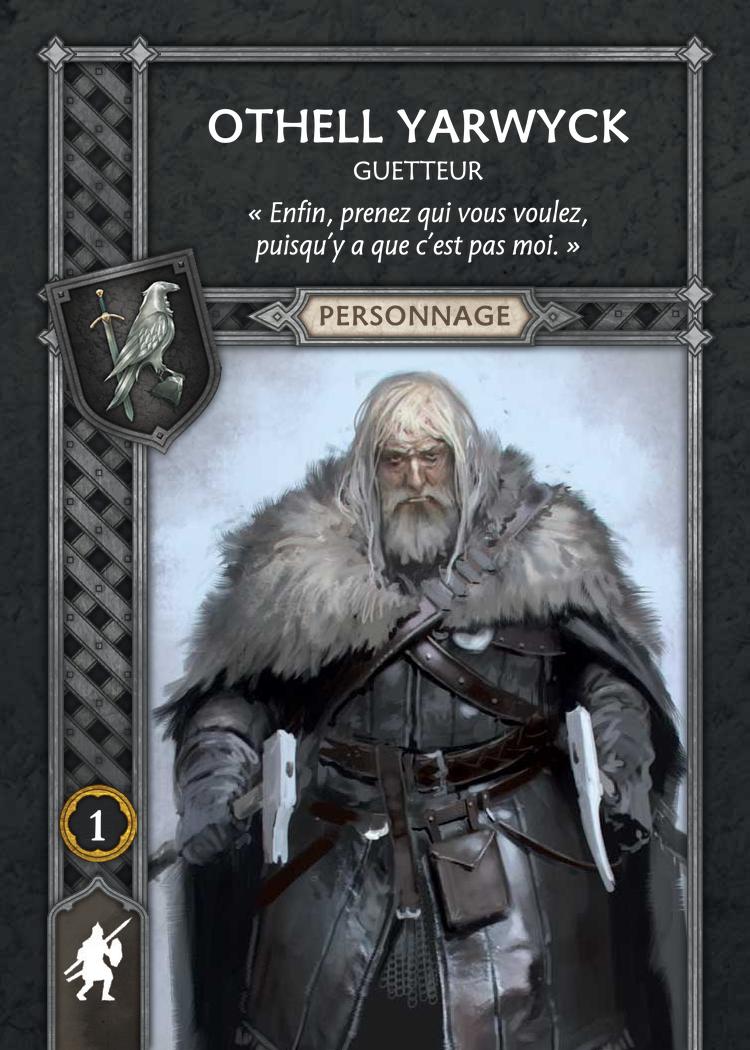 OTHELL YARWYCK
GUETTEUR
« Enfin, prenez qui vous voulez,
puisqu'y a que c'est pas moi. »
PERSONNAGE
1